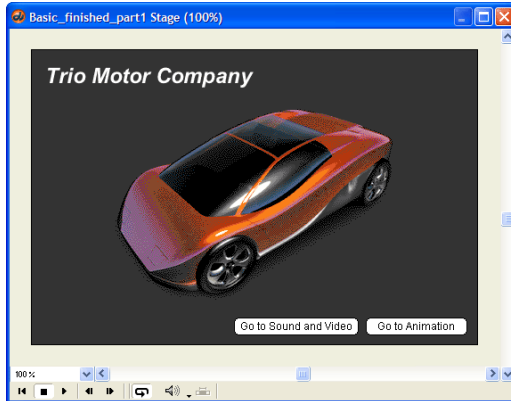 Basic_finished_part1 Stage (100%)
Trio Motor Company
Go to Sound and Video
Go to Animation
100 %